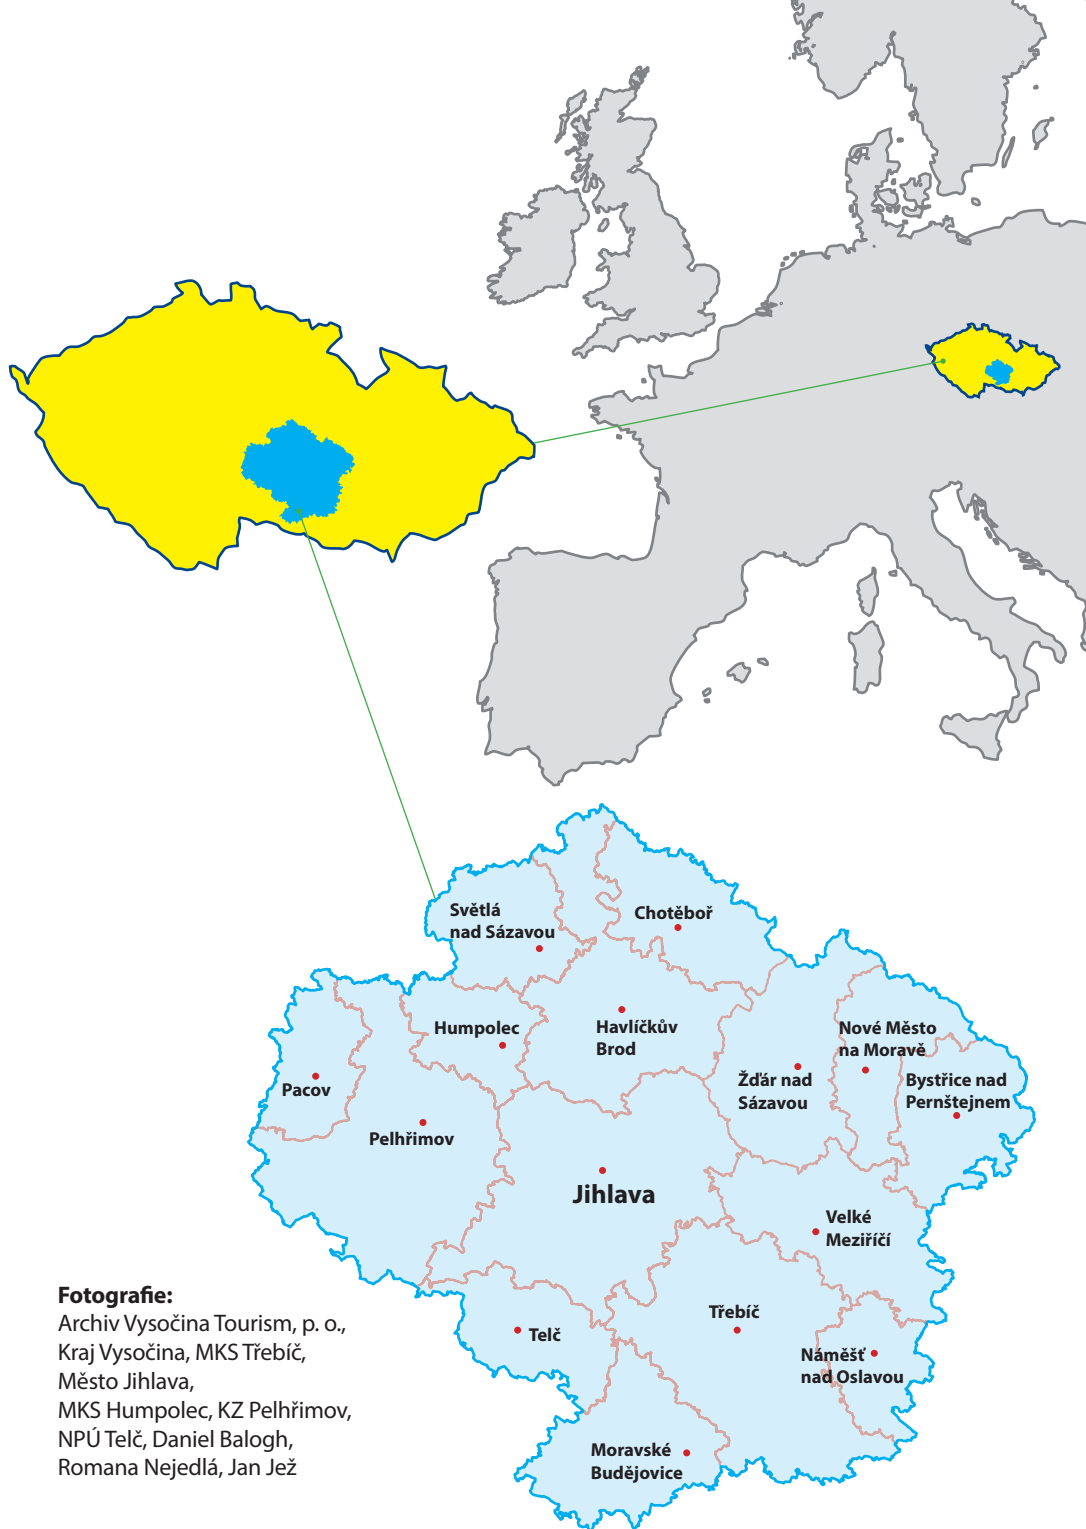 Světlá
nad Sázavou
Chotěboř
Humpolec
Havlíčkův
Brod
Nové Město
na Moravě
Pacov
Pelhřimov
Žďár nad
Sázavou
Bystřice nad
Pernštejnem
Jihlava
Velké
Meziříčí
Telč
Třebíč
Náměšť
nad Oslavou
Moravské
Budějovice
Fotografie:
Archiv Vysočina Tourism, p. o.,
Kraj Vysočina, MKS Třebíč,
Město Jihlava,
MKS Humpolec, KZ Pelhřimov,
NPÚ Telč, Daniel Balogh,
Romana Nejedlá, Jan Jež